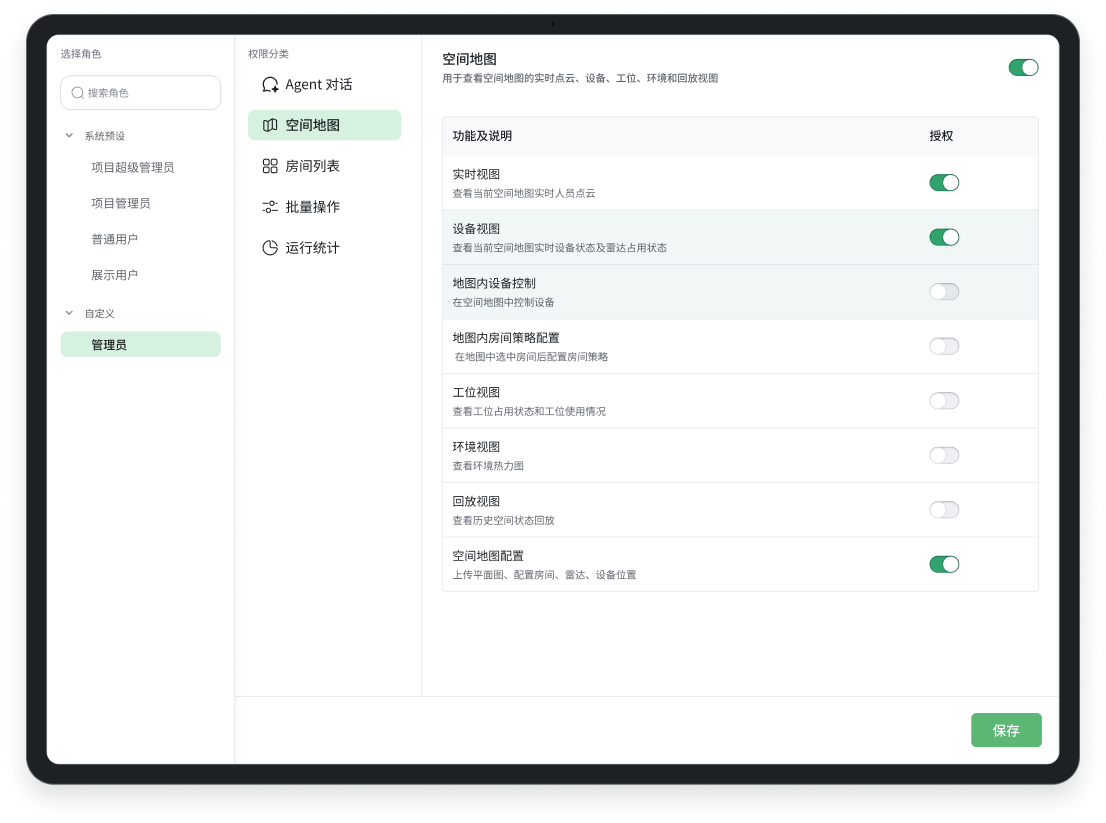 选择角色
搜索角色
系统预设
项目超级管理员
项目管理员
普通用户
展示用户
自定义
管理员
权限分类
Agent 对话
空间地图
房间列表
批量操作
运行统计
空间地图
用于查看空间地图的实时点云、设备、工位、环境和回放视图
功能及说明 授权
实时视图
查看当前空间地图实时人员点云
设备视图
查看当前空间地图实时设备状态及雷达占用状态
地图内设备控制
在空间地图中控制设备
地图内房间策略配置
在地图中选中房间后配置房间策略
工位视图
查看工位占用状态和工位使用情况
环境视图
查看环境热力图
回放视图
查看历史空间状态回放
空间地图配置
上传平面图、配置房间、雷达、设备位置
保存